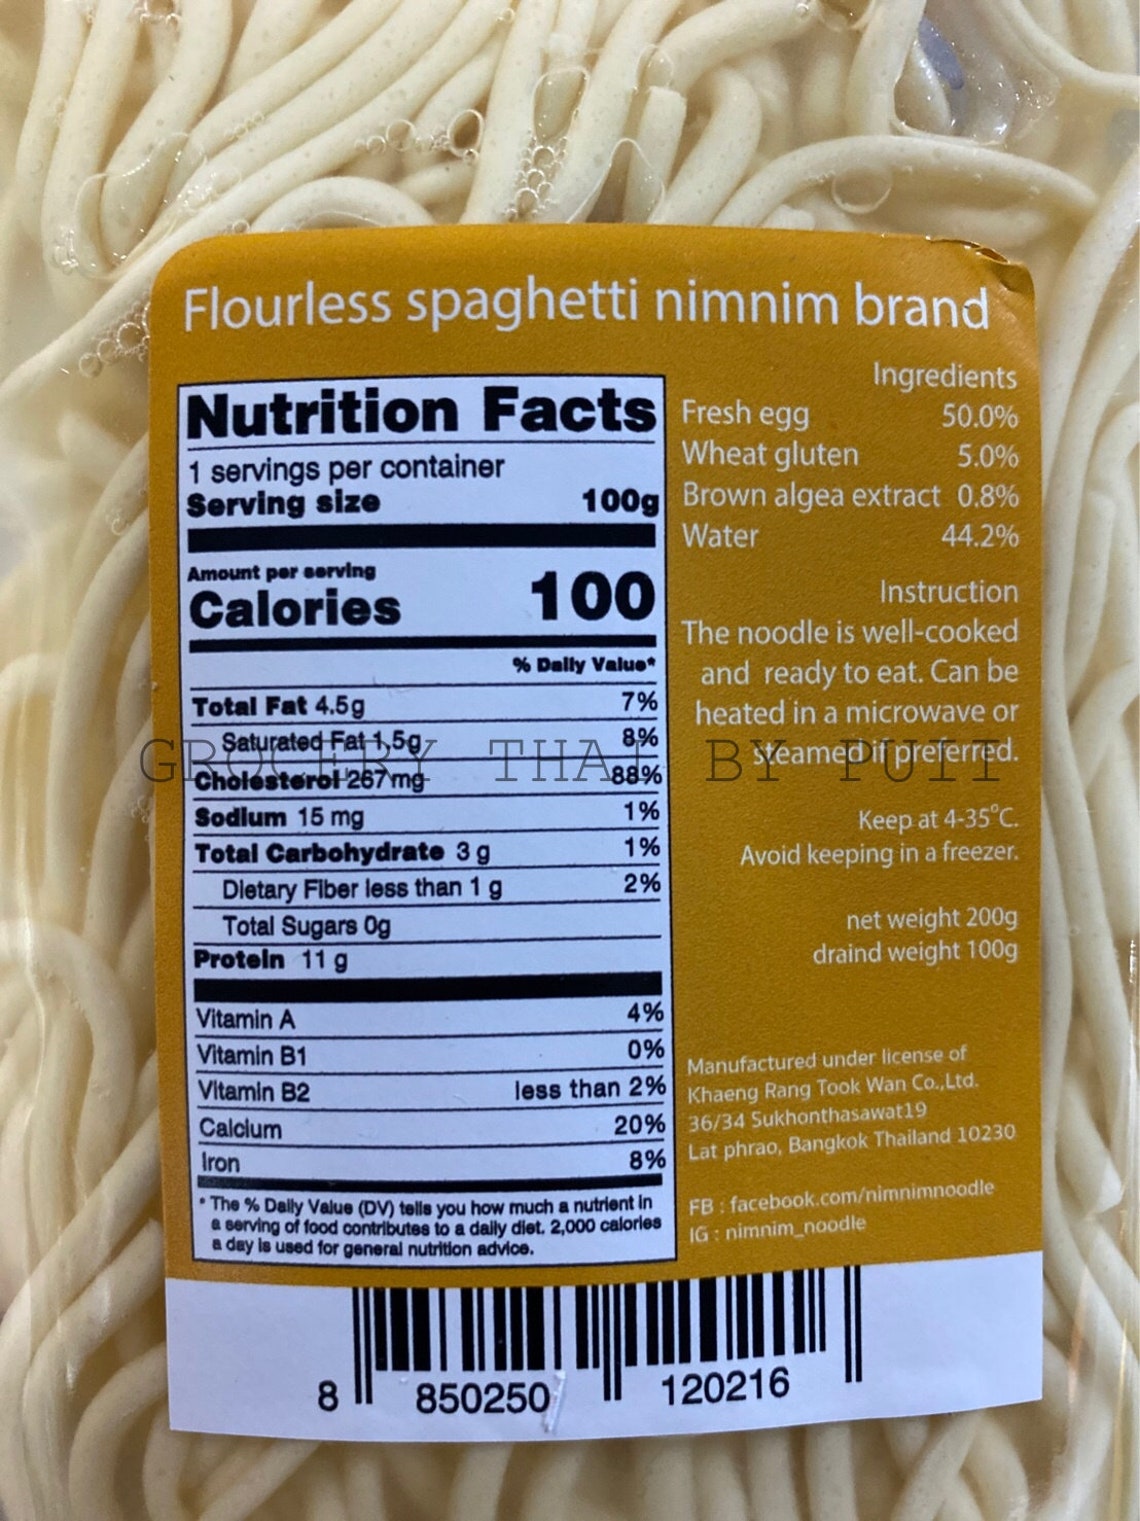 Flourless spaghetti nimnim brand
Nutrition Facts
1 servings per container
Serving size 100g
Amount per serving
Calories 100
% Daily Value*
Total Fat 4.5g 7%
Saturated Fat 1.5g 8%
Cholesterol 267mg 88%
Sodium 15 mg 1%
Total Carbohydrate 3 g 1%
Dietary Fiber less than 1 g 2%
Total Sugars 0g
Protein 11 g
Vitamin A 4%
Vitamin B1 0%
Vitamin B2 less than 2%
Calcium 20%
Iron 8%
* The % Daily Value (DV) tells you how much a nutrient in
a serving of food contributes to a daily diet. 2,000 calories
a day is used for general nutrition advice.
Ingredients
Fresh egg 50.0%
Wheat gluten 5.0%
Brown algea extract 0.8%
Water 44.2%
Instruction
The noodle is well-cooked
and ready to eat. Can be
heated in a microwave or
steamed if preferred.
Keep at 4-35°C.
Avoid keeping in a freezer.
net weight 200g
draind weight 100g
Manufactured under license of
Khaeng Rang Took Wan Co.,Ltd.
36/34 Sukhonthasawat19
Lat phrao, Bangkok Thailand 10230
FB : facebook.com/nimnimnoodle
IG : nimnim_noodle
GROCERY THAI BY PUII
8 850250 120216